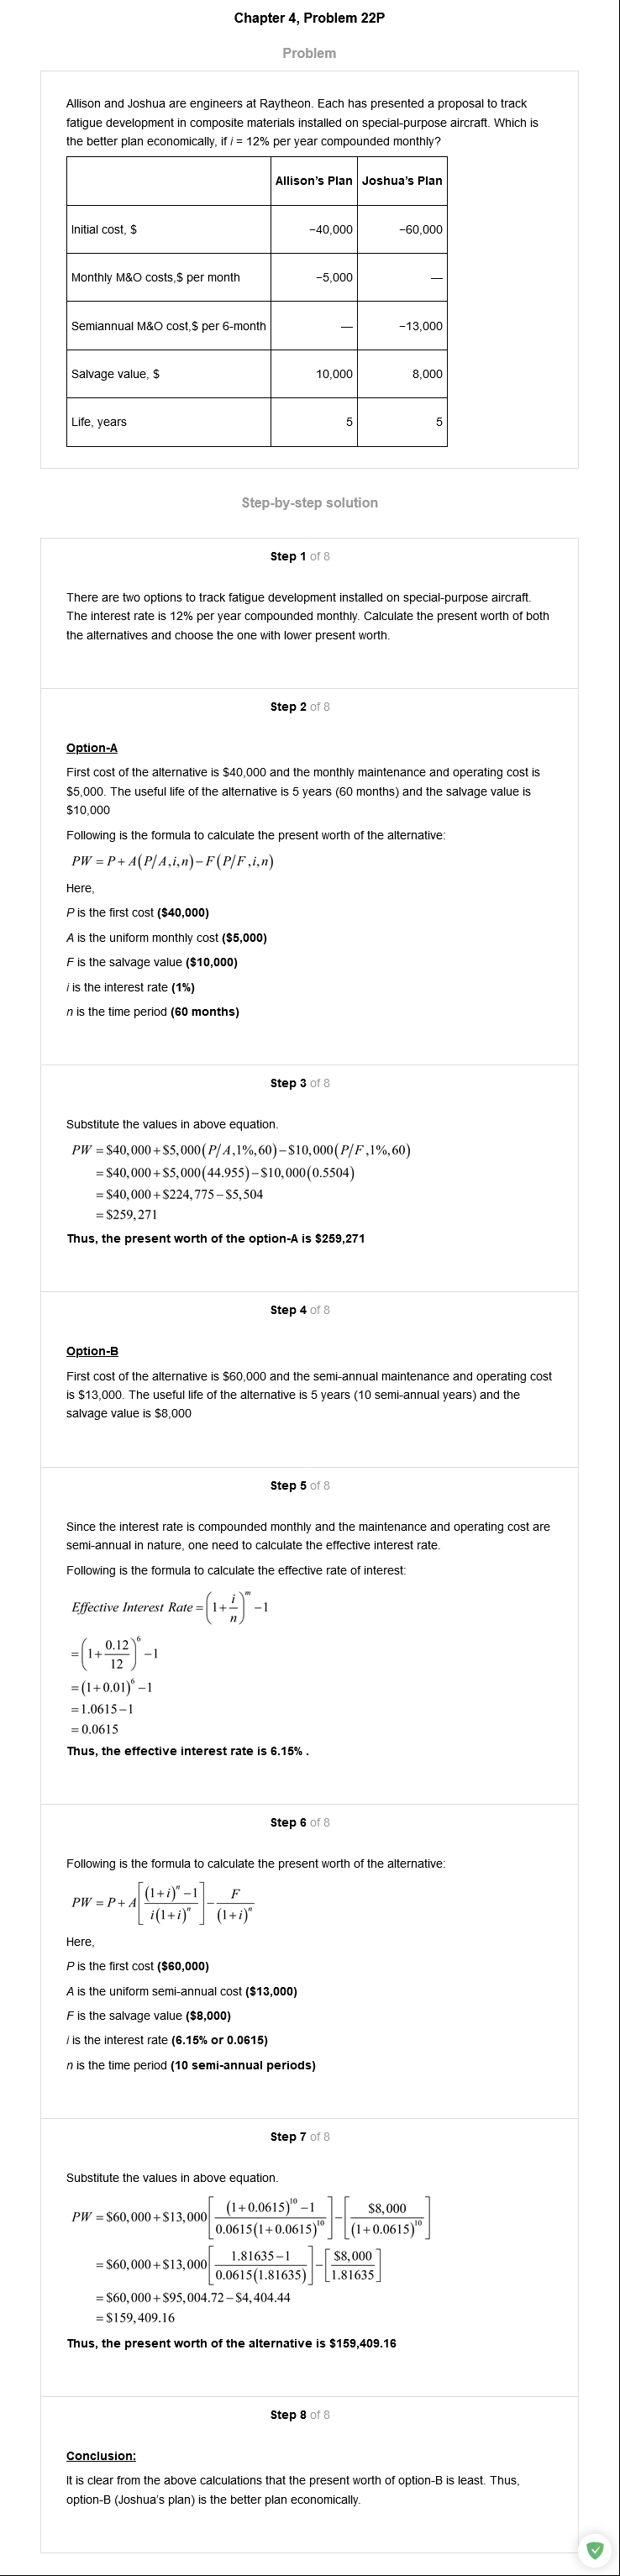 Chapter 4, Problem 22P
Problem
Allison and Joshua are engineers at Raytheon. Each has presented a proposal to track
fatigue development in composite materials installed on special-purpose aircraft. Which is
the better plan economically, if i = 12% per year compounded monthly?
Allison's Plan Joshua's Plan
Initial cost, $ −40,000 −60,000
Monthly M&O costs,$ per month −5,000 —
Semiannual M&O cost,$ per 6-month — −13,000
Salvage value, $ 10,000 8,000
Life, years 5 5
Step-by-step solution
Step 1 of 8
There are two options to track fatigue development installed on special-purpose aircraft.
The interest rate is 12% per year compounded monthly. Calculate the present worth of both
the alternatives and choose the one with lower present worth.
Step 2 of 8
Option-A
First cost of the alternative is $40,000 and the monthly maintenance and operating cost is
$5,000. The useful life of the alternative is 5 years (60 months) and the salvage value is
$10,000
Following is the formula to calculate the present worth of the alternative:
PW = P + A(P/A,i,n) − F(P/F,i,n)
Here,
P is the first cost ($40,000)
A is the uniform monthly cost ($5,000)
F is the salvage value ($10,000)
i is the interest rate (1%)
n is the time period (60 months)
Step 3 of 8
Substitute the values in above equation.
PW = $40,000 + $5,000(P/A,1%,60) − $10,000(P/F,1%,60)
= $40,000 + $5,000(44.955) − $10,000(0.5504)
= $40,000 + $224,775 − $5,504
= $259,271
Thus, the present worth of the option-A is $259,271
Step 4 of 8
Option-B
First cost of the alternative is $60,000 and the semi-annual maintenance and operating cost
is $13,000. The useful life of the alternative is 5 years (10 semi-annual years) and the
salvage value is $8,000
Step 5 of 8
Since the interest rate is compounded monthly and the maintenance and operating cost are
semi-annual in nature, one need to calculate the effective interest rate.
Following is the formula to calculate the effective rate of interest:
Effective Interest Rate = (1 + i/n)^m − 1
= (1 + 0.12/12)^6 − 1
= (1 + 0.01)^6 − 1
= 1.0615 − 1
= 0.0615
Thus, the effective interest rate is 6.15% .
Step 6 of 8
Following is the formula to calculate the present worth of the alternative:
PW = P + A[((1+i)^n − 1)/(i(1+i)^n)] − F/(1+i)^n
Here,
P is the first cost ($60,000)
A is the uniform semi-annual cost ($13,000)
F is the salvage value ($8,000)
i is the interest rate (6.15% or 0.0615)
n is the time period (10 semi-annual periods)
Step 7 of 8
Substitute the values in above equation.
PW = $60,000 + $13,000[((1+0.0615)^10 − 1)/(0.0615(1+0.0615)^10)] − [$8,000/(1+0.0615)^10]
= $60,000 + $13,000[(1.81635 − 1)/(0.0615(1.81635))] − [$8,000/1.81635]
= $60,000 + $95,004.72 − $4,404.44
= $159,409.16
Thus, the present worth of the alternative is $159,409.16
Step 8 of 8
Conclusion:
It is clear from the above calculations that the present worth of option-B is least. Thus,
option-B (Joshua's plan) is the better plan economically.